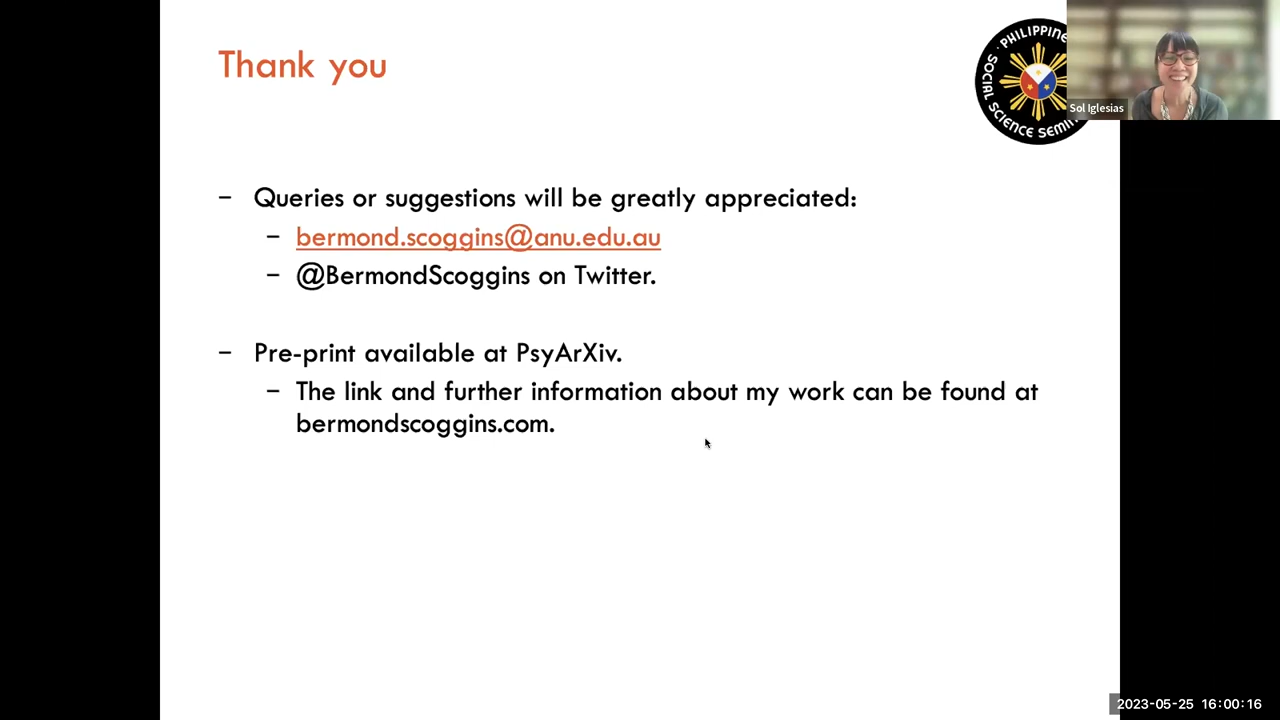 Thank you
PHILIPPINE
SOCIAL SCIENCE
Sol Iglesias
– Queries or suggestions will be greatly appreciated:
– bermond.scoggins@anu.edu.au
– @BermondScoggins on Twitter.
– Pre-print available at PsyArXiv.
– The link and further information about my work can be found at
bermondscoggins.com.
2023-05-25 16:00:16